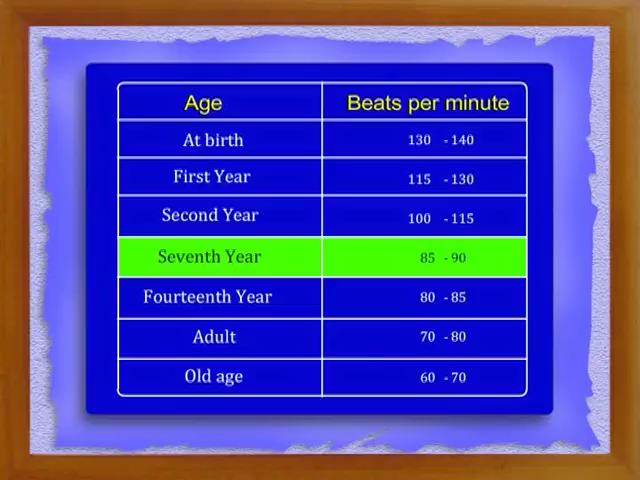 Age Beats per minute
At birth 130 - 140
First Year 115 - 130
Second Year 100 - 115
Seventh Year 85 - 90
Fourteenth Year 80 - 85
Adult 70 - 80
Old age 60 - 70